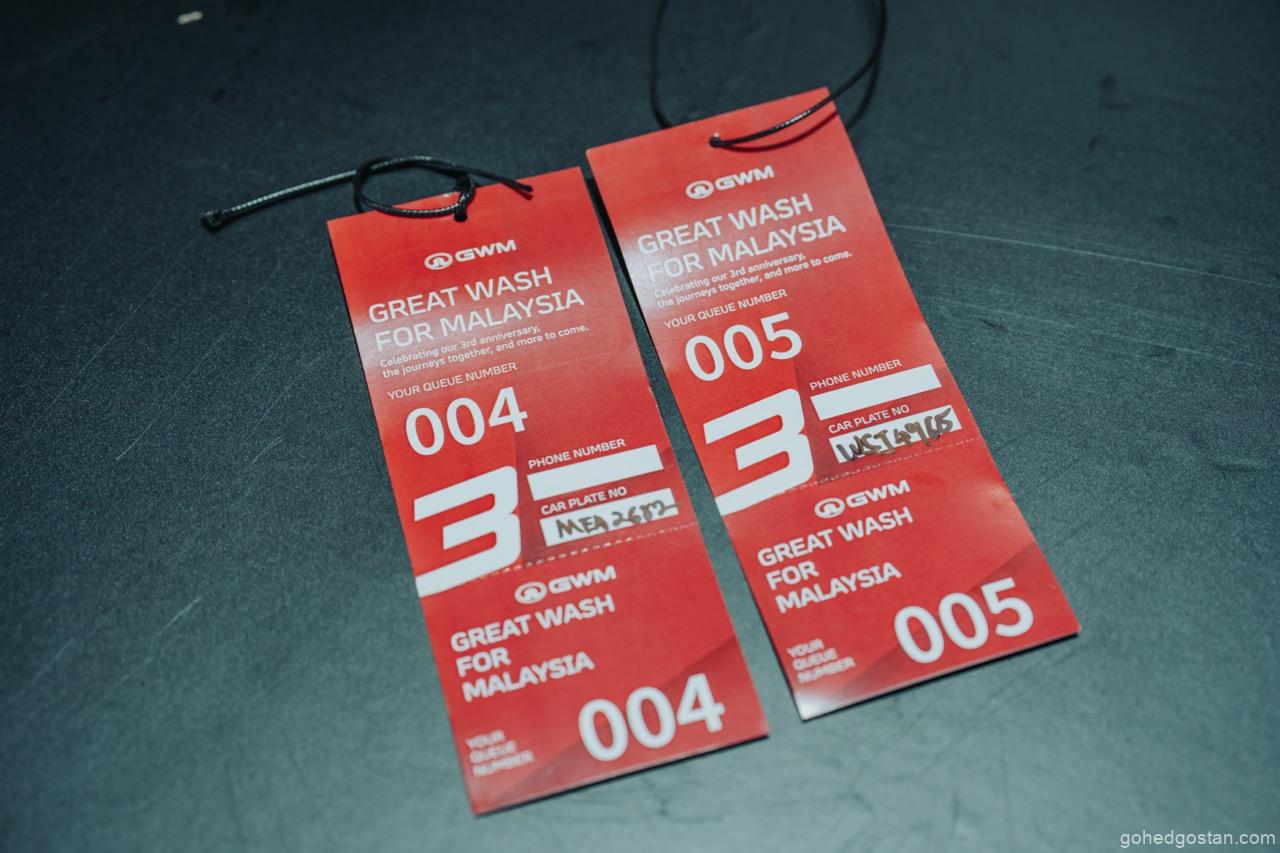 GWM
GREAT WASH
FOR MALAYSIA
Celebrating our 3rd anniversary,
the journeys together, and more to come.
YOUR QUEUE NUMBER
004
3
PHONE NUMBER
CAR PLATE NO
MEA2682
GWM
GREAT WASH
FOR
MALAYSIA
YOUR
QUEUE
NUMBER
004
GWM
GREAT WASH
FOR MALAYSIA
Celebrating our 3rd anniversary,
the journeys together, and more to come.
YOUR QUEUE NUMBER
005
3
PHONE NUMBER
CAR PLATE NO
GWM
GREAT WASH
FOR
MALAYSIA
YOUR
QUEUE
NUMBER
005
gohedgostan.com